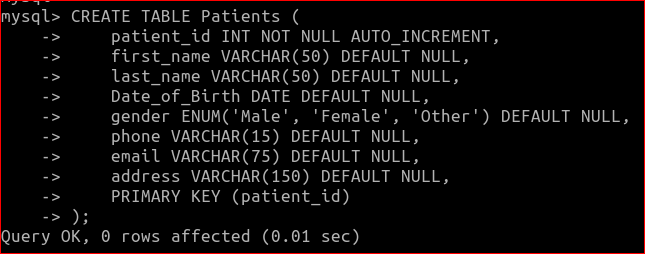 mysql> CREATE TABLE Patients (
    ->     patient_id INT NOT NULL AUTO_INCREMENT,
    ->     first_name VARCHAR(50) DEFAULT NULL,
    ->     last_name VARCHAR(50) DEFAULT NULL,
    ->     Date_of_Birth DATE DEFAULT NULL,
    ->     gender ENUM('Male', 'Female', 'Other') DEFAULT NULL,
    ->     phone VARCHAR(15) DEFAULT NULL,
    ->     email VARCHAR(75) DEFAULT NULL,
    ->     address VARCHAR(150) DEFAULT NULL,
    ->     PRIMARY KEY (patient_id)
    -> );
Query OK, 0 rows affected (0.01 sec)